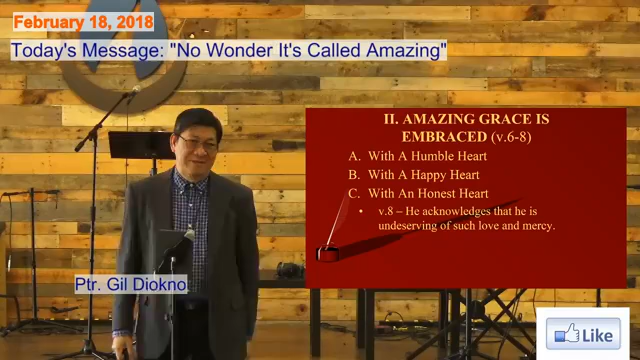 February 18, 2018
Today's Message: "No Wonder It's Called Amazing"
II. AMAZING GRACE IS
EMBRACED (v.6-8)
A. With A Humble Heart
B. With A Happy Heart
C. With An Honest Heart
• v.8 – He acknowledges that he is
undeserving of such love and mercy.
Ptr. Gil Diokno
Like